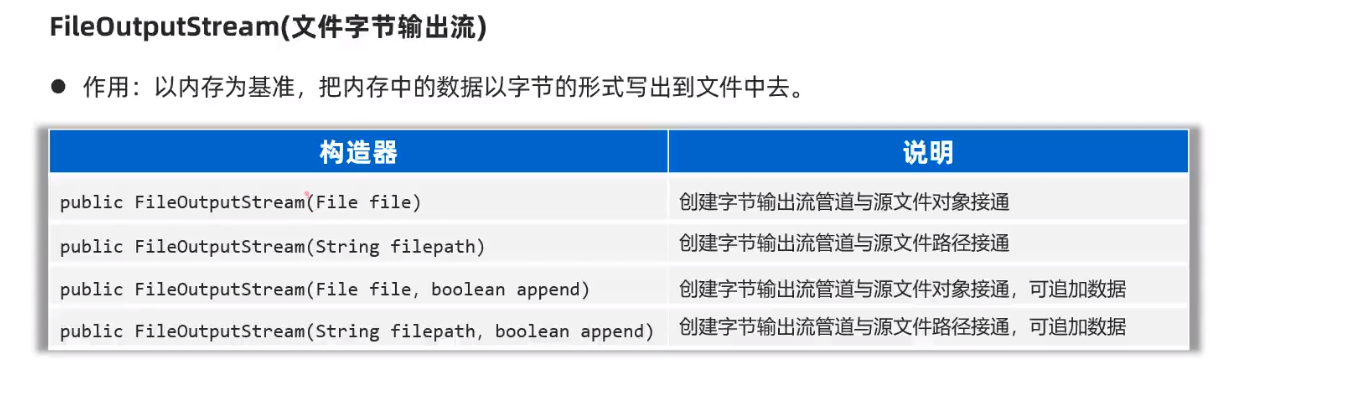 FileOutputStream(文件字节输出流)
● 作用：以内存为基准，把内存中的数据以字节的形式写出到文件中去。
构造器 说明
public FileOutputStream(File file) 创建字节输出流管道与源文件对象接通
public FileOutputStream(String filepath) 创建字节输出流管道与源文件路径接通
public FileOutputStream(File file, boolean append) 创建字节输出流管道与源文件对象接通，可追加数据
public FileOutputStream(String filepath, boolean append) 创建字节输出流管道与源文件路径接通，可追加数据